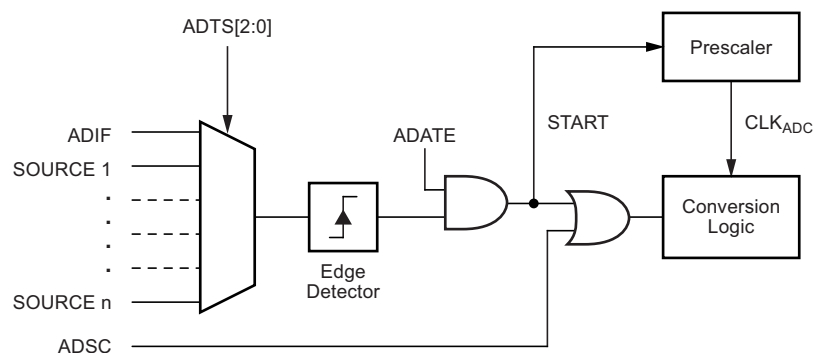 ADTS[2:0]
Prescaler
ADIF
ADATE
START
CLKADC
SOURCE 1
.
.
.
.
Conversion
Logic
Edge
Detector
SOURCE n
ADSC